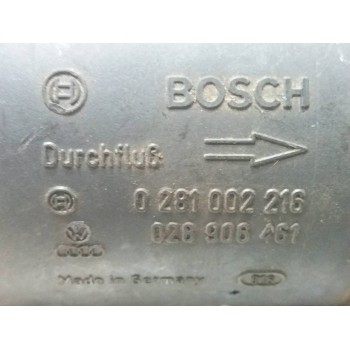 BOSCH
Durchfluß
0 281 002 216
028 906 461
Made in Germany